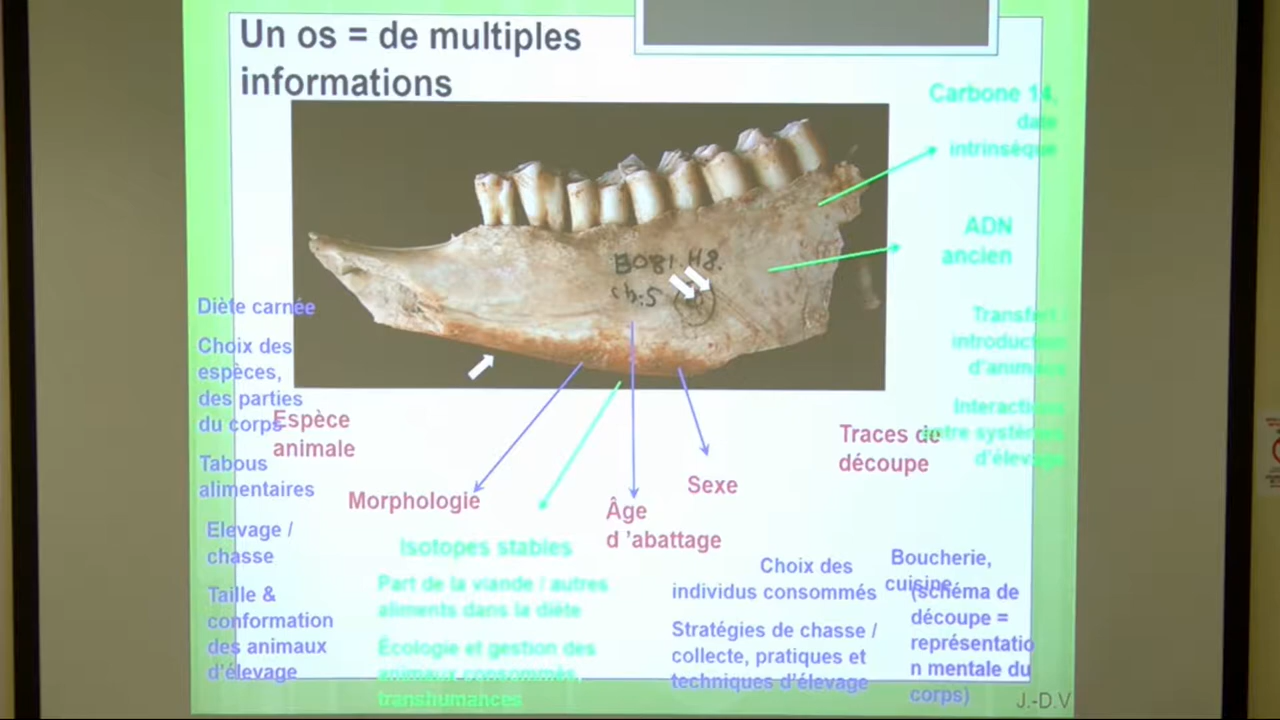 Un os = de multiples
informations
Carbone 14,
date
intrinsèque
ADN
ancien
BO81.H8.
Ch:5
Diète carnée
Choix des
espèces,
des parties
du corps
Tabous
alimentaires
Elevage /
chasse
Taille &
conformation
des animaux
d'élevage
Espèce
animale
Morphologie
Isotopes stables
Part de la viande / autres
aliments dans la diète
Écologie et gestion des
animaux consommés,
transhumances
Âge
d 'abattage
Sexe
Choix des
individus consommés
Stratégies de chasse /
collecte, pratiques et
techniques d'élevage
Transfert /
introduction
d'animaux
Interactions
entre systèmes
d'élevage
Traces de
découpe
Boucherie,
cuisine
(schéma de
découpe =
représentatio
n mentale du
corps)
J.-D.V